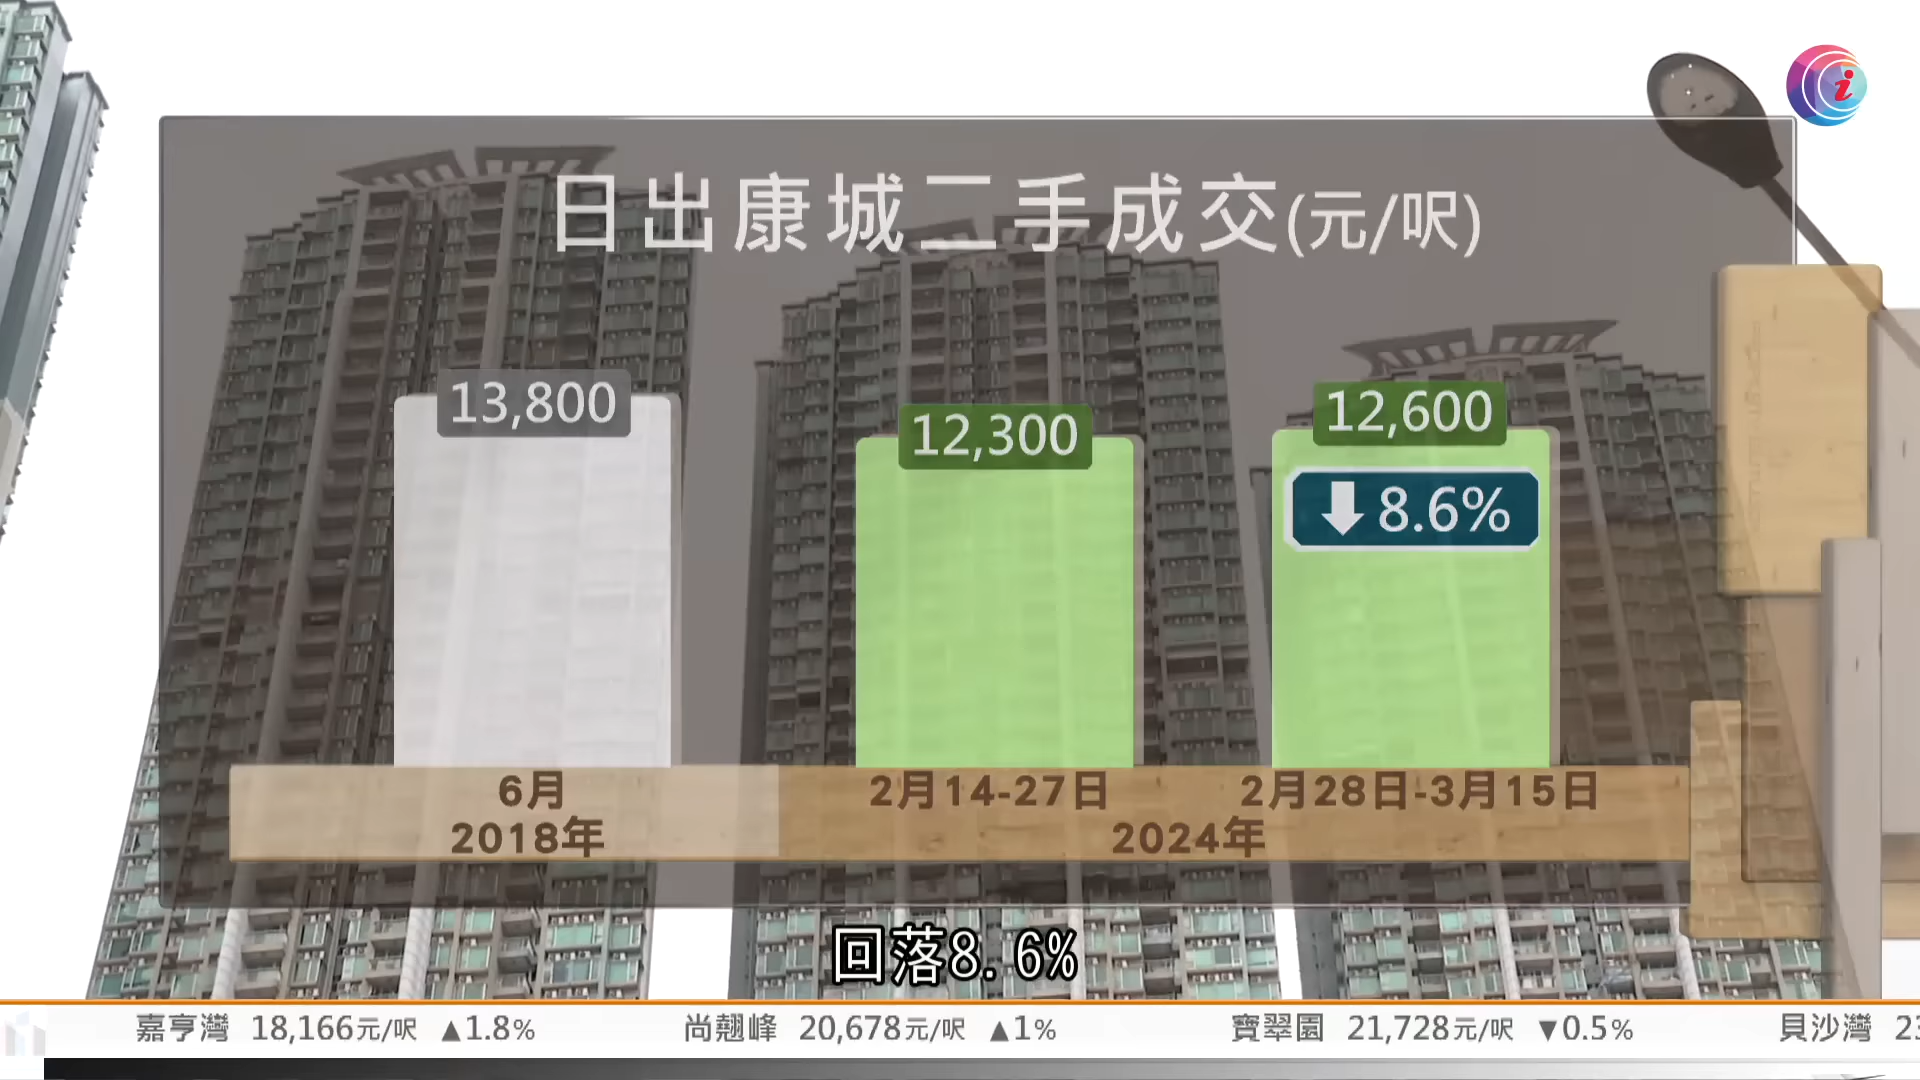 日出康城二手成交(元/呎)
13,800
12,300
12,600
⬇8.6%
6月
2018年
2月14-27日
2月28日-3月15日
2024年
回落8.6%
嘉亨灣 18,166元/呎 ▲1.8% 尚翹峰 20,678元/呎 ▲1% 寶翠園 21,728元/呎 ▼0.5% 貝沙灣